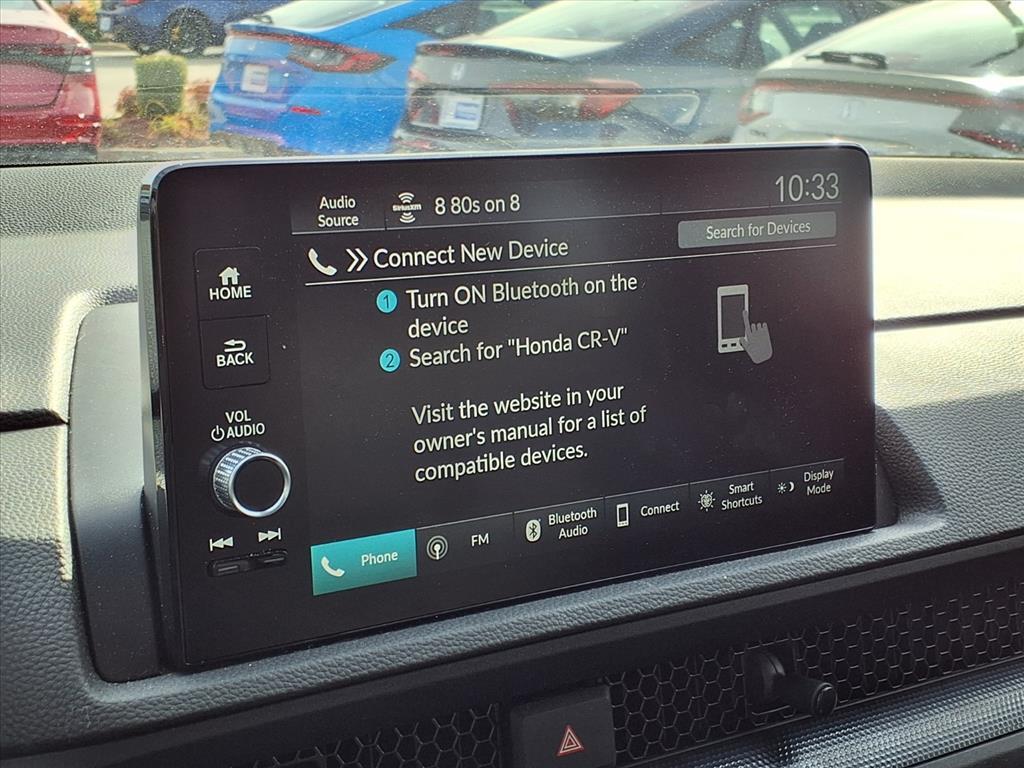 Audio
Source
SiriusXM
8 80s on 8
10:33
Connect New Device
Search for Devices
1 Turn ON Bluetooth on the
device
2 Search for "Honda CR-V"
Visit the website in your
owner's manual for a list of
compatible devices.
HOME
BACK
VOL
AUDIO
Phone
FM
Bluetooth
Audio
Connect
Smart
Shortcuts
Display
Mode